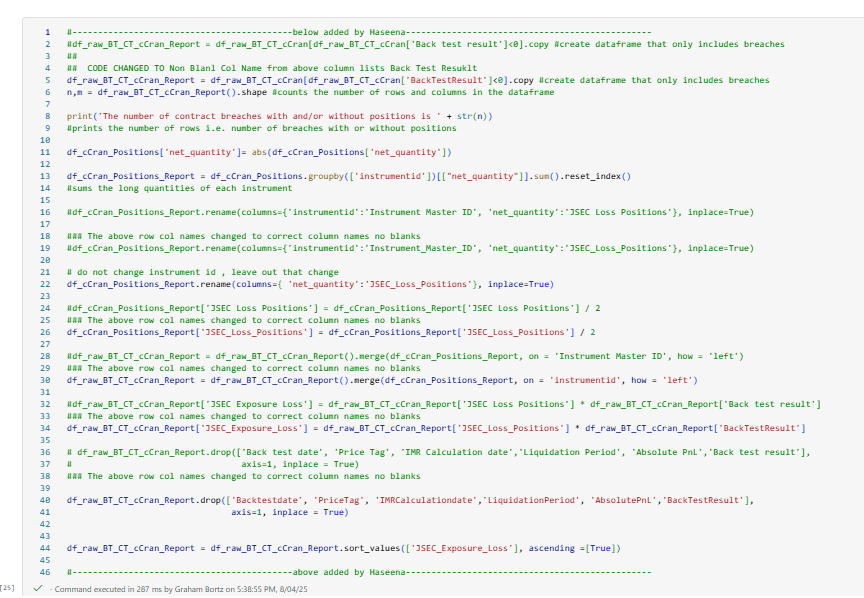 1 #------------------------------------------below added by Haseena-----------------------------------------------
2 #df_raw_BT_CT_cCran_Report = df_raw_BT_CT_cCran[df_raw_BT_CT_cCran['Back test result']<0].copy #create dataframe that only includes breaches
3 ##
4 ##  CODE CHANGED TO Non Blanl Col Name from above column lists Back Test Resuklt
5 df_raw_BT_CT_cCran_Report = df_raw_BT_CT_cCran[df_raw_BT_CT_cCran['BackTestResult']<0].copy #create dataframe that only includes breaches
6 n,m = df_raw_BT_CT_cCran_Report().shape #counts the number of rows and columns in the dataframe
7
8 print('The number of contract breaches with and/or without positions is ' + str(n))
9 #prints the number of rows i.e. number of breaches with or without positions
10
11 df_cCran_Positions['net_quantity']= abs(df_cCran_Positions['net_quantity'])
12
13 df_cCran_Positions_Report = df_cCran_Positions.groupby(['instrumentid'])[["net_quantity"]].sum().reset_index()
14 #sums the long quantities of each instrument
15
16 #df_cCran_Positions_Report.rename(columns={'instrumentid':'Instrument Master ID', 'net_quantity':'JSEC Loss Positions'}, inplace=True)
17
18 ### The above row col names changed to correct column names no blanks
19 #df_cCran_Positions_Report.rename(columns={'instrumentid':'Instrument_Master_ID', 'net_quantity':'JSEC_Loss_Positions'}, inplace=True)
20
21 # do not change instrument id , leave out that change
22 df_cCran_Positions_Report.rename(columns={ 'net_quantity':'JSEC_Loss_Positions'}, inplace=True)
23
24 #df_cCran_Positions_Report['JSEC Loss Positions'] = df_cCran_Positions_Report['JSEC Loss Positions'] / 2
25 ### The above row col names changed to correct column names no blanks
26 df_cCran_Positions_Report['JSEC_Loss_Positions'] = df_cCran_Positions_Report['JSEC_Loss_Positions'] / 2
27
28 #df_raw_BT_CT_cCran_Report = df_raw_BT_CT_cCran_Report().merge(df_cCran_Positions_Report, on = 'Instrument Master ID', how = 'left')
29 ### The above row col names changed to correct column names no blanks
30 df_raw_BT_CT_cCran_Report = df_raw_BT_CT_cCran_Report().merge(df_cCran_Positions_Report, on = 'instrumentid', how = 'left')
31
32 #df_raw_BT_CT_cCran_Report['JSEC Exposure Loss'] = df_raw_BT_CT_cCran_Report['JSEC Loss Positions'] * df_raw_BT_CT_cCran_Report['Back test result']
33 ### The above row col names changed to correct column names no blanks
34 df_raw_BT_CT_cCran_Report['JSEC_Exposure_Loss'] = df_raw_BT_CT_cCran_Report['JSEC_Loss_Positions'] * df_raw_BT_CT_cCran_Report['BackTestResult']
35
36 # df_raw_BT_CT_cCran_Report.drop(['Back test date', 'Price Tag', 'IMR Calculation date','Liquidation Period', 'Absolute PnL','Back test result'],
37 #                              axis=1, inplace = True)
38 ### The above row col names changed to correct column names no blanks
39
40 df_raw_BT_CT_cCran_Report.drop(['Backtestdate', 'PriceTag', 'IMRCalculationdate','LiquidationPeriod', 'AbsolutePnL','BackTestResult'],
41                              axis=1, inplace = True)
42
43
44 df_raw_BT_CT_cCran_Report = df_raw_BT_CT_cCran_Report.sort_values(['JSEC_Exposure_Loss'], ascending =[True])
45
46 #------------------------------------------above added by Haseena-----------------------------------------------
[25] ✓ - Command executed in 287 ms by Graham Bortz on 5:38:55 PM, 8/04/25